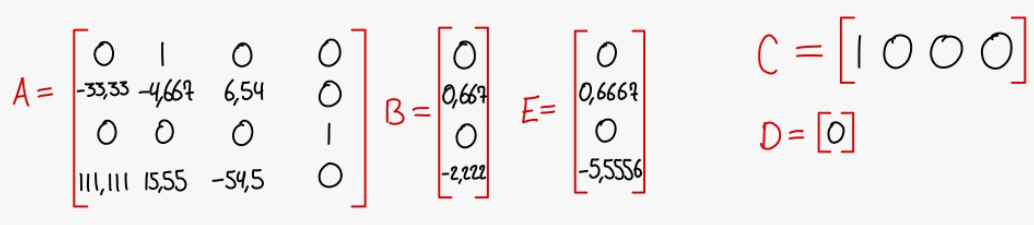 A = [0 1 0 0
-33,33 -4,667 6,54 0
0 0 0 1
111,111 15,55 -54,5 0]
B = [0
0,667
0
-2,222]
E = [0
0,6667
0
-5,5556]
C = [1 0 0 0]
D = [0]